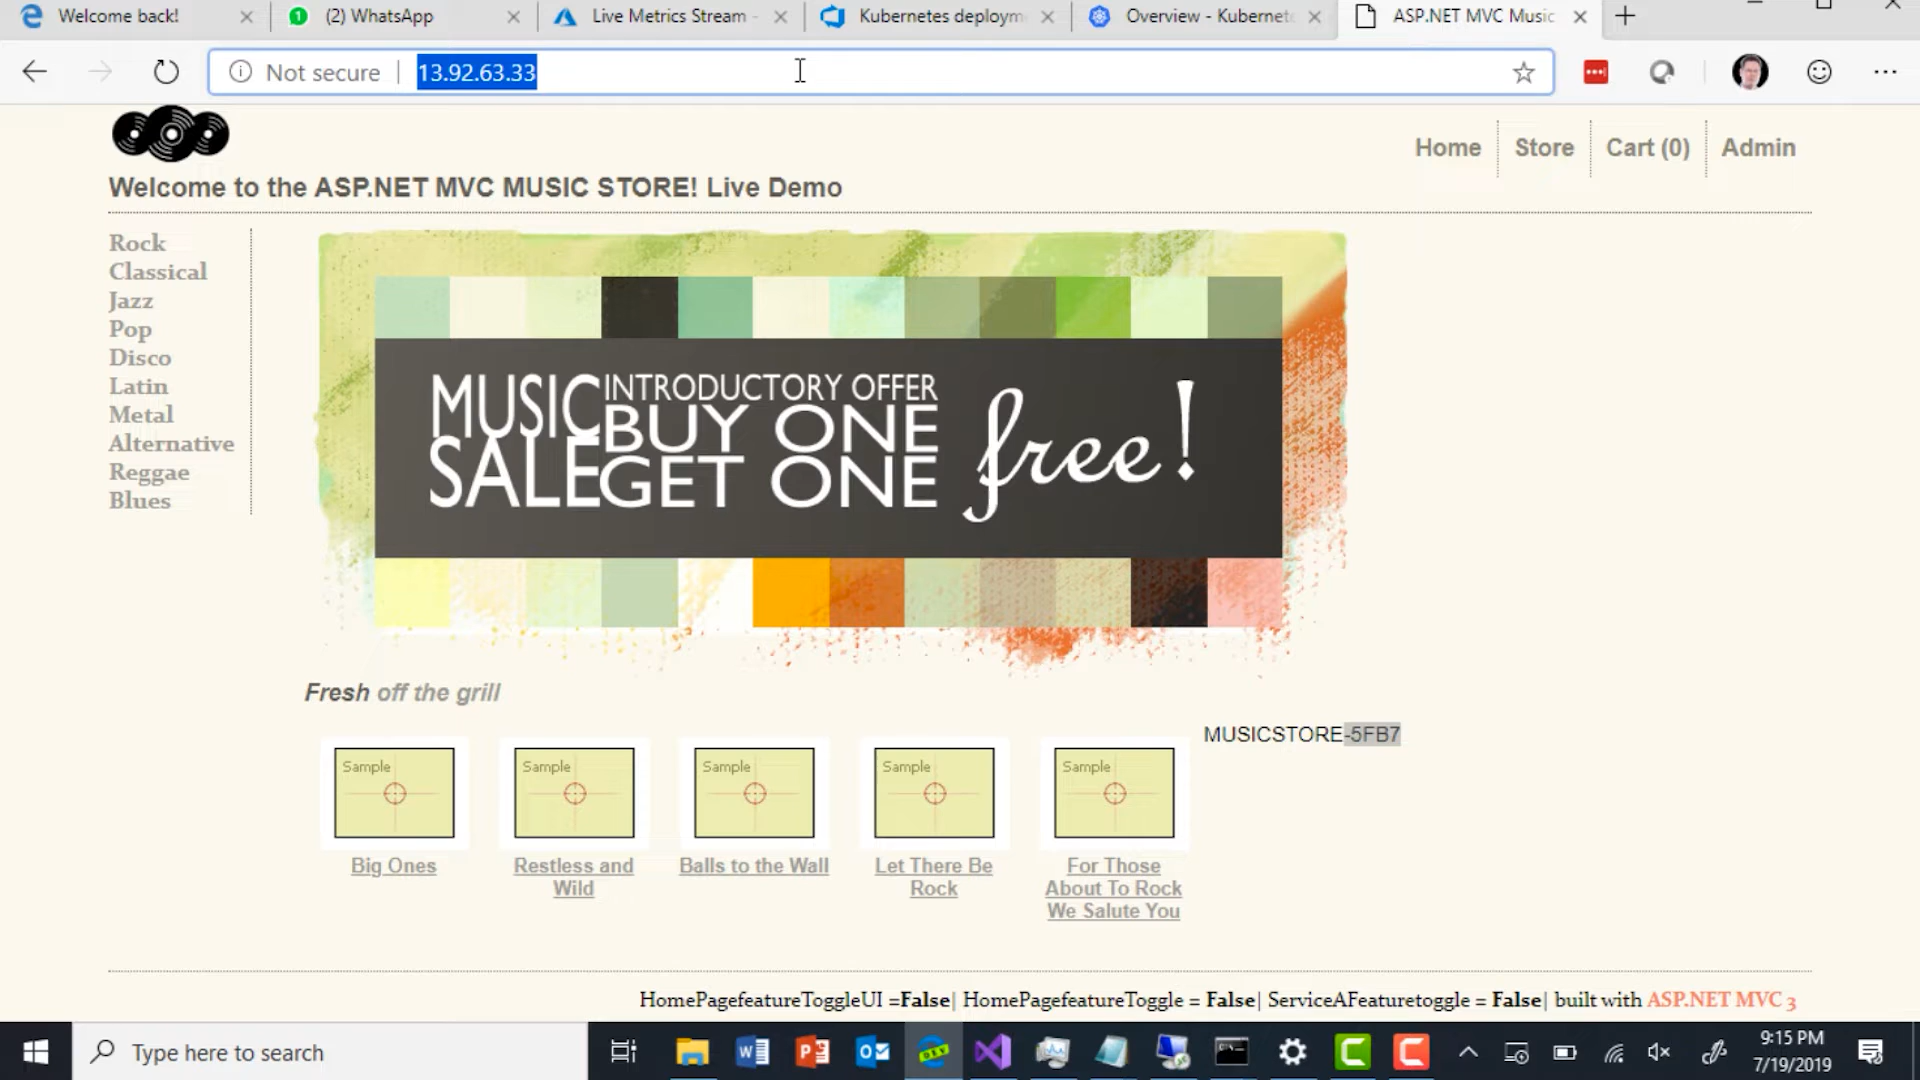 Welcome back!
(2) WhatsApp
Live Metrics Stream -
Kubernetes deploym
Overview - Kubernete
ASP.NET MVC Music
Not secure
13.92.63.33
Home
Store
Cart (0)
Admin
Welcome to the ASP.NET MVC MUSIC STORE! Live Demo
Rock
Classical
Jazz
Pop
Disco
Latin
Metal
Alternative
Reggae
Blues
MUSIC
SALE
INTRODUCTORY OFFER
BUY ONE
GET ONE
free!
Fresh off the grill
MUSICSTORE-5FB7
Sample
Sample
Sample
Sample
Sample
Big Ones
Restless and
Wild
Balls to the Wall
Let There Be
Rock
For Those
About To Rock
We Salute You
HomePagefeatureToggleUI =False| HomePagefeatureToggle = False| ServiceAFeaturetoggle = False| built with ASP.NET MVC 3
Type here to search
9:15 PM
7/19/2019